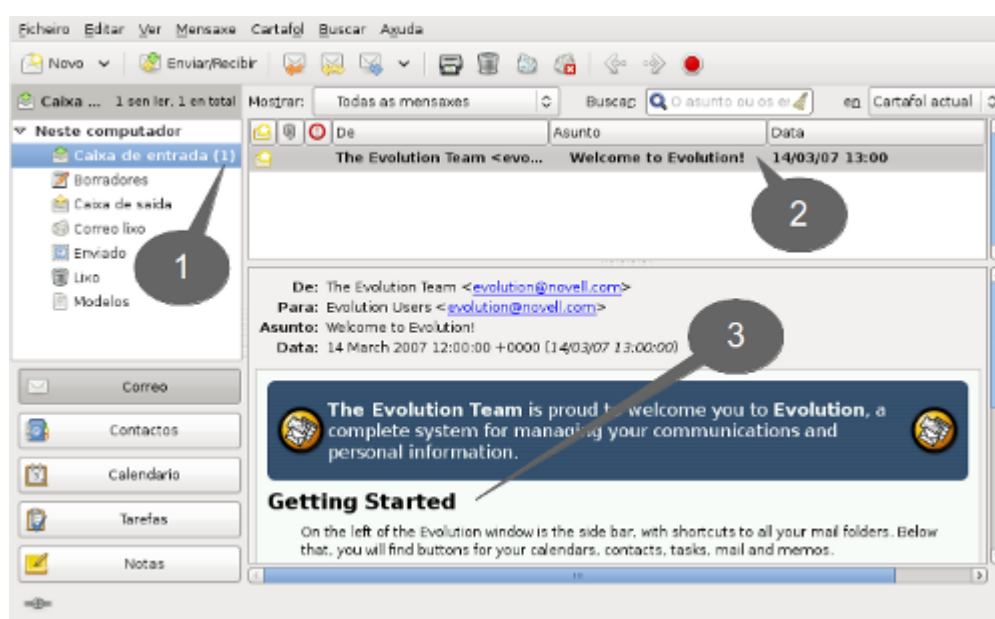 Ficheiro Editar Ver Mensaxe Cartafol Buscar Axuda
Novo Enviar/Recibir
Caixa ... 1 sen ler, 1 en total Mostrar: Todas as mensaxes Buscar: O asunto ou os en Cartafol actual
Neste computador
Caixa de entrada (1)
Borradores
Caixa de saída
Correo lixo
Enviado
Lixo
Modelos
1
De Asunto Data
The Evolution Team <evo... Welcome to Evolution! 14/03/07 13:00
2
De: The Evolution Team <evolution@novell.com>
Para: Evolution Users <evolution@novell.com>
Asunto: Welcome to Evolution!
Data: 14 March 2007 12:00:00 +0000 (14/03/07 13:00:00)
3
The Evolution Team is proud to welcome you to Evolution, a
complete system for managing your communications and
personal information.
Getting Started
On the left of the Evolution window is the side bar, with shortcuts to all your mail folders. Below
that, you will find buttons for your calendars, contacts, tasks, mail and memos.
Correo
Contactos
Calendario
Tarefas
Notas